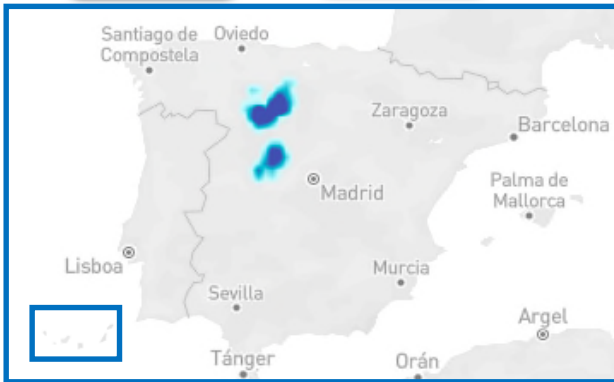 Santiago de
Compostela
Oviedo
Zaragoza
Barcelona
Madrid
Palma de
Mallorca
Lisboa
Murcia
Sevilla
Argel
Tánger
Orán